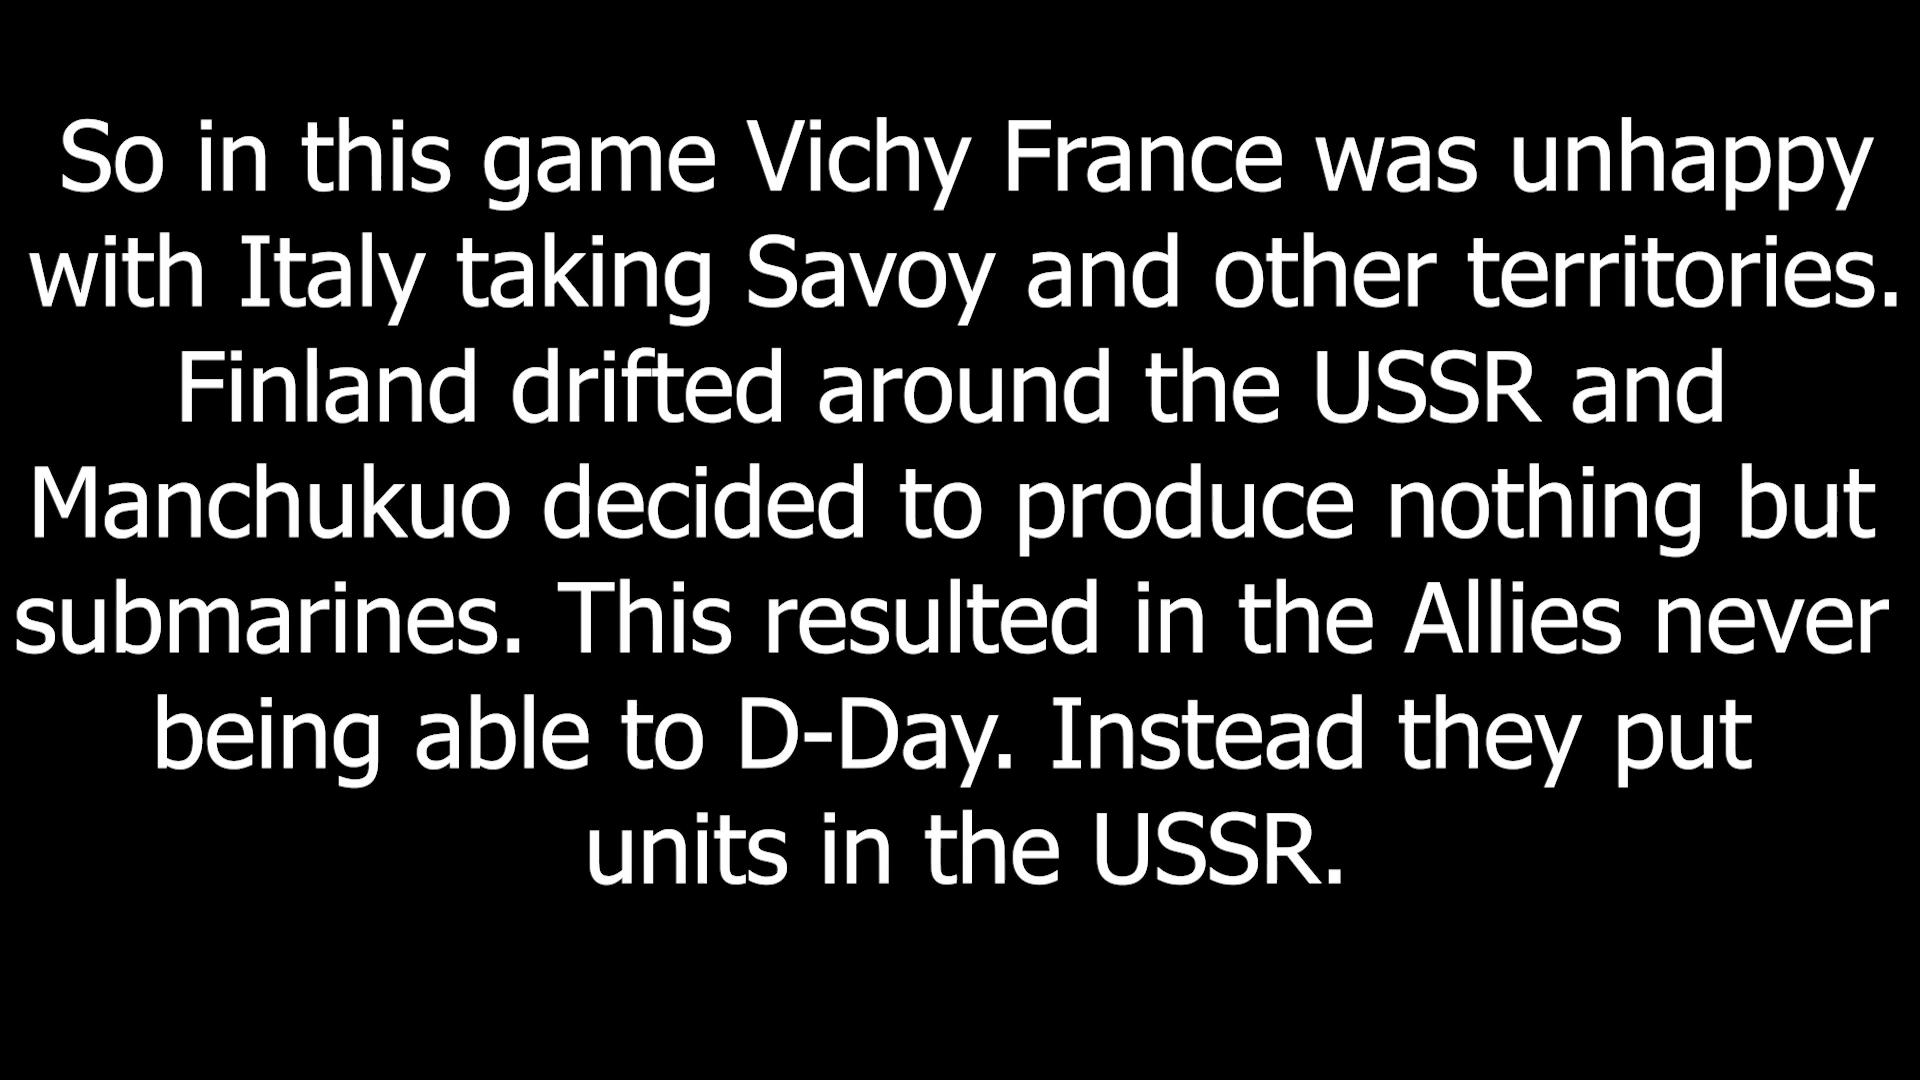 So in this game Vichy France was unhappy
with Italy taking Savoy and other territories.
Finland drifted around the USSR and
Manchukuo decided to produce nothing but
submarines. This resulted in the Allies never
being able to D-Day. Instead they put
units in the USSR.